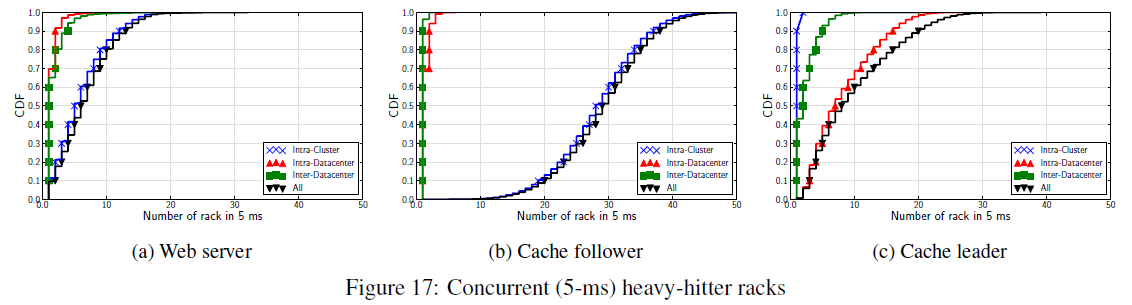 1.0
0.9
0.8
0.7
0.6
0.5
0.4
0.3
0.2
0.1
0.0 10 20 30 40 50
CDF
Number of rack in 5 ms
Intra-Cluster
Intra-Datacenter
Inter-Datacenter
All
(a) Web server
1.0
0.9
0.8
0.7
0.6
0.5
0.4
0.3
0.2
0.1
0.0 10 20 30 40 50
CDF
Number of rack in 5 ms
Intra-Cluster
Intra-Datacenter
Inter-Datacenter
All
(b) Cache follower
1.0
0.9
0.8
0.7
0.6
0.5
0.4
0.3
0.2
0.1
0.0 10 20 30 40 50
CDF
Number of rack in 5 ms
Intra-Cluster
Intra-Datacenter
Inter-Datacenter
All
(c) Cache leader
Figure 17: Concurrent (5-ms) heavy-hitter racks